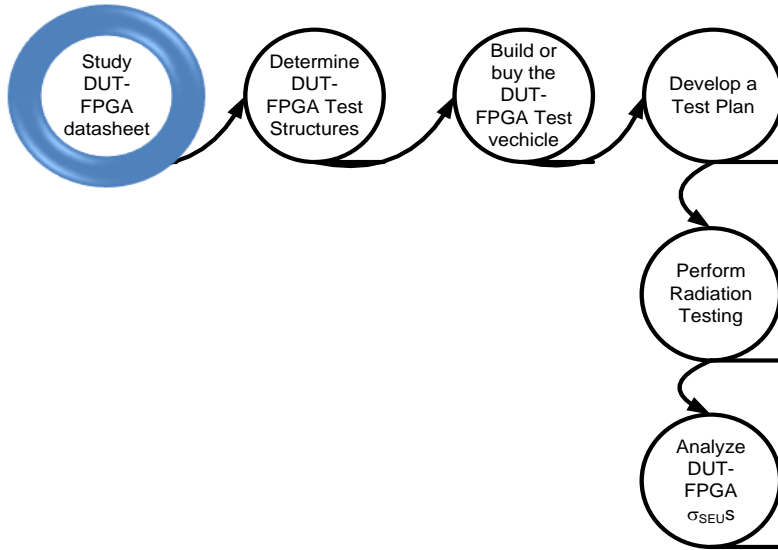 Study
DUT-
FPGA
datasheet
Determine
DUT-
FPGA Test
Structures
Build or
buy the
DUT-
FPGA Test
vechicle
Develop a
Test Plan
Perform
Radiation
Testing
Analyze
DUT-
FPGA
σSEUs